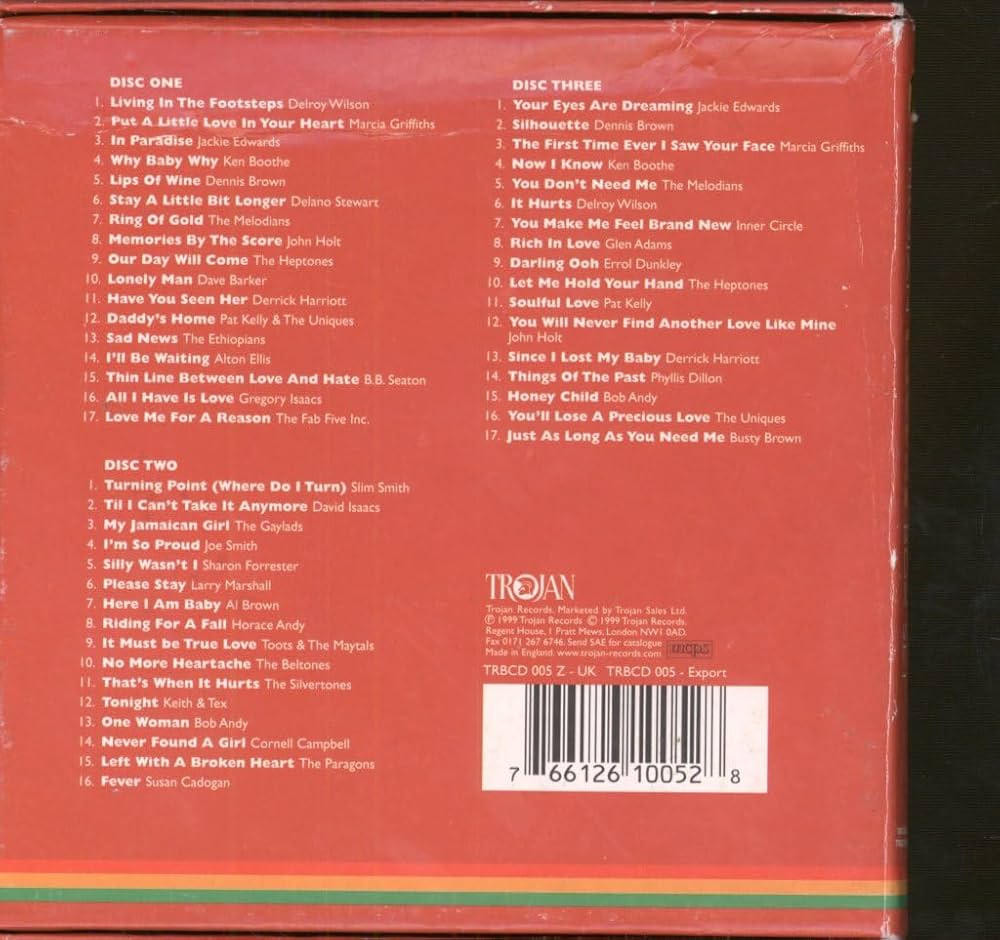 DISC ONE
1. Living In The Footsteps Delroy Wilson
2. Put A Little Love In Your Heart Marcia Griffiths
3. In Paradise Jackie Edwards
4. Why Baby Why Ken Boothe
5. Lips Of Wine Dennis Brown
6. Stay A Little Bit Longer Delano Stewart
7. Ring Of Gold The Melodians
8. Memories By The Score John Holt
9. Our Day Will Come The Heptones
10. Lonely Man Dave Barker
11. Have You Seen Her Derrick Harriott
12. Daddy's Home Pat Kelly & The Uniques
13. Sad News The Ethiopians
14. I'll Be Waiting Alton Ellis
15. Thin Line Between Love And Hate B.B. Seaton
16. All I Have Is Love Gregory Isaacs
17. Love Me For A Reason The Fab Five Inc.
DISC TWO
1. Turning Point (Where Do I Turn) Slim Smith
2. Til I Can't Take It Anymore David Isaacs
3. My Jamaican Girl The Gaylads
4. I'm So Proud Joe Smith
5. Silly Wasn't I Sharon Forrester
6. Please Stay Larry Marshall
7. Here I Am Baby Al Brown
8. Riding For A Fall Horace Andy
9. It Must be True Love Toots & The Maytals
10. No More Heartache The Beltones
11. That's When It Hurts The Silvertones
12. Tonight Keith & Tex
13. One Woman Bob Andy
14. Never Found A Girl Cornell Campbell
15. Left With A Broken Heart The Paragons
16. Fever Susan Cadogan
DISC THREE
1. Your Eyes Are Dreaming Jackie Edwards
2. Silhouette Dennis Brown
3. The First Time Ever I Saw Your Face Marcia Griffiths
4. Now I Know Ken Boothe
5. You Don't Need Me The Melodians
6. It Hurts Delroy Wilson
7. You Make Me Feel Brand New Inner Circle
8. Rich In Love Glen Adams
9. Darling Ooh Errol Dunkley
10. Let Me Hold Your Hand The Heptones
11. Soulful Love Pat Kelly
12. You Will Never Find Another Love Like Mine
John Holt
13. Since I Lost My Baby Derrick Harriott
14. Things Of The Past Phyllis Dillon
15. Honey Child Bob Andy
16. You'll Lose A Precious Love The Uniques
17. Just As Long As You Need Me Busty Brown
TROJAN
Trojan Records. Marketed by Trojan Sales Ltd.
℗ 1999 Trojan Records © 1999 Trojan Records.
Regent House, 1 Pratt Mews, London NW1 0AD.
Fax 0171 267 6746. Send SAE for catalogue
Made in England. www.trojan-records.com mcps
TRBCD 005 Z - UK TRBCD 005 - Export
7 66126 10052 8